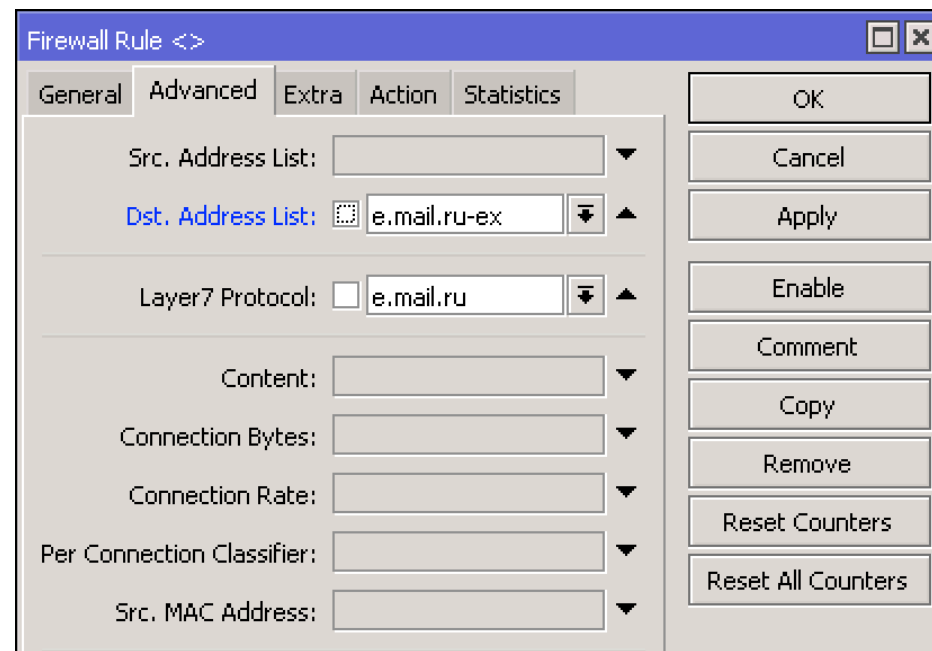 Firewall Rule <>
General Advanced Extra Action Statistics
Src. Address List:
Dst. Address List: e.mail.ru-ex
Layer7 Protocol: e.mail.ru
Content:
Connection Bytes:
Connection Rate:
Per Connection Classifier:
Src. MAC Address:
OK
Cancel
Apply
Enable
Comment
Copy
Remove
Reset Counters
Reset All Counters